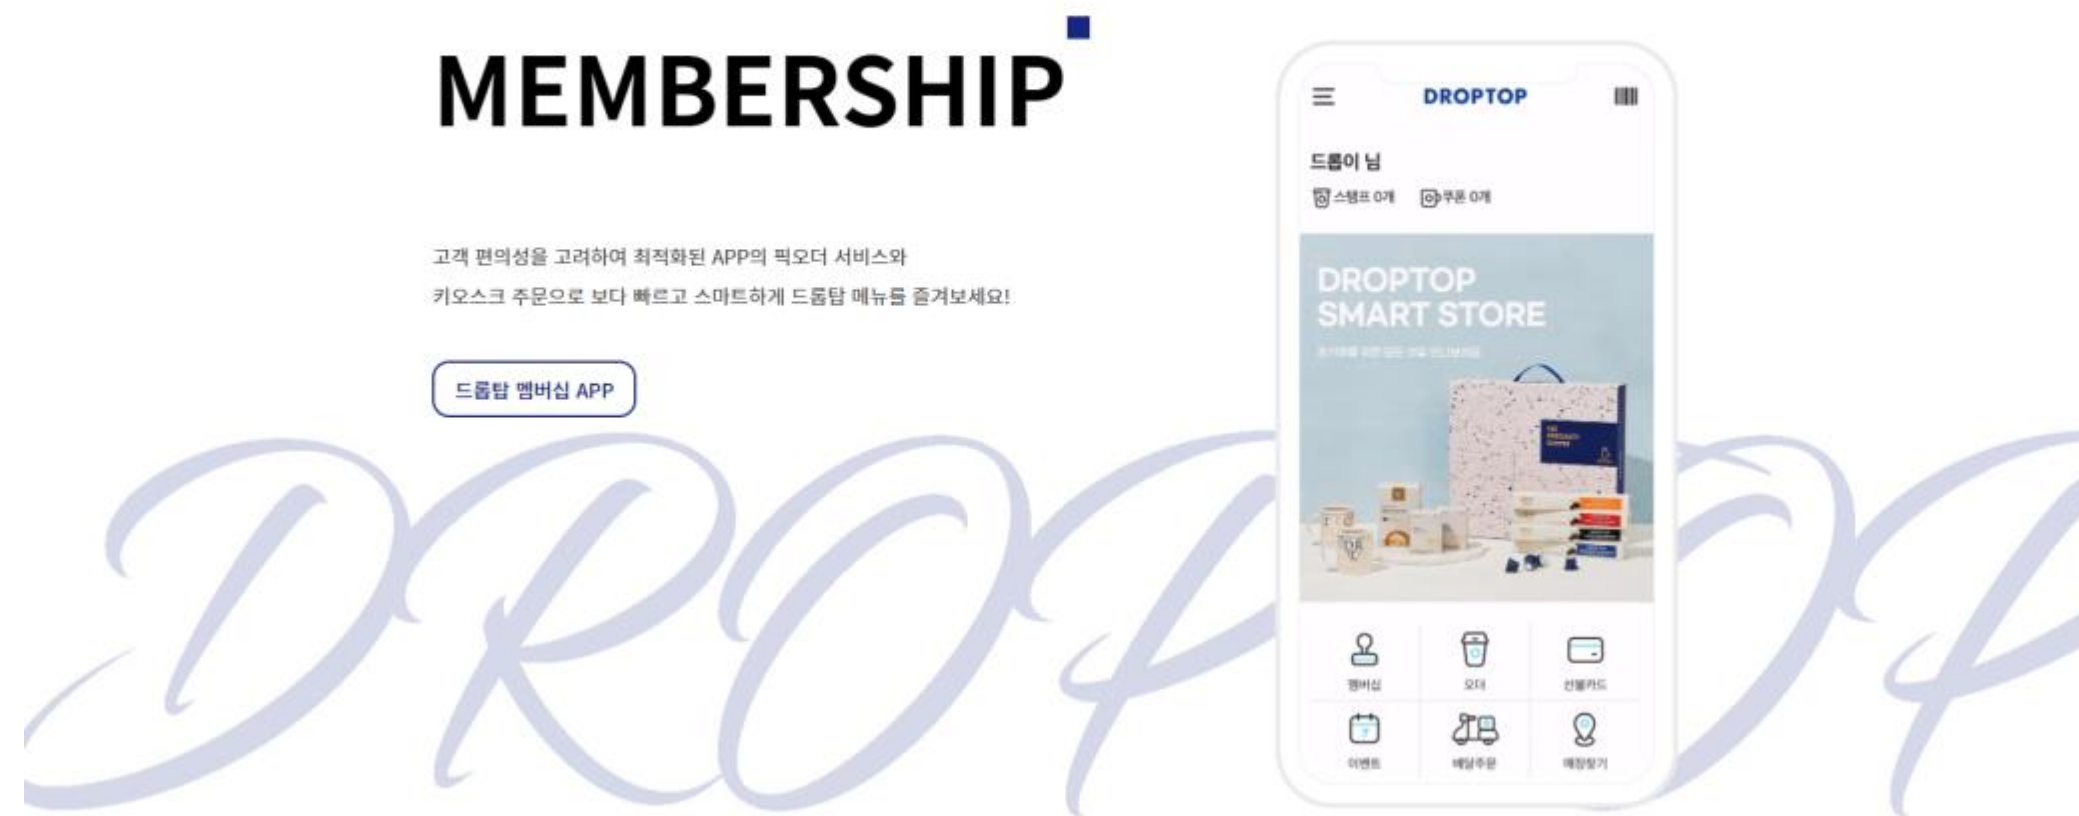 MEMBERSHIP
고객 편의성을 고려하여 최적화된 APP의 픽오더 서비스와
키오스크 주문으로 보다 빠르고 스마트하게 드롭탑 메뉴를 즐겨보세요!
드롭탑 멤버십 APP
DROP
OP
DROPTOP
드롭이 님
스탬프 0개 쿠폰 0개
DROPTOP
SMART STORE
멤버십 오더 선불카드
이벤트 배달주문 매장찾기